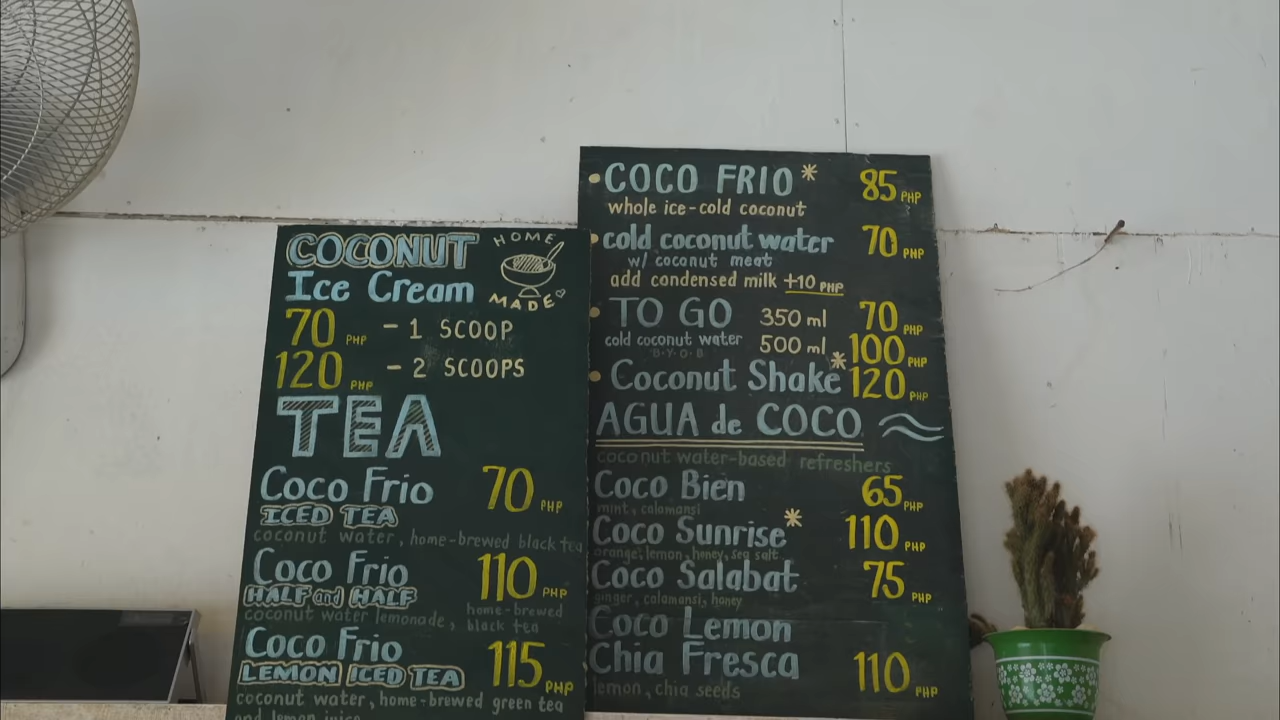 COCONUT
Ice Cream
HOME
MADE
70 PHP - 1 SCOOP
120 PHP - 2 SCOOPS
TEA
Coco Frio 70 PHP
ICED TEA
coconut water, home-brewed black tea
Coco Frio 110 PHP
HALF and HALF
coconut water lemonade, home-brewed
black tea
Coco Frio 115 PHP
LEMON ICED TEA
coconut water, home-brewed green tea
and lemon juice
COCO FRIO* 85 PHP
whole ice-cold coconut
cold coconut water 70 PHP
w/ coconut meat
add condensed milk +10 PHP
TO GO 350 ml 70 PHP
cold coconut water 500 ml 100 PHP
B.Y.O.B
Coconut Shake* 120 PHP
AGUA de COCO
coconut water-based refreshers
Coco Bien 65 PHP
mint, calamansi
Coco Sunrise* 110 PHP
orange, lemon, honey, sea salt
Coco Salabat 75 PHP
ginger, calamansi, honey
Coco Lemon
Chia Fresca 110 PHP
lemon, chia seeds